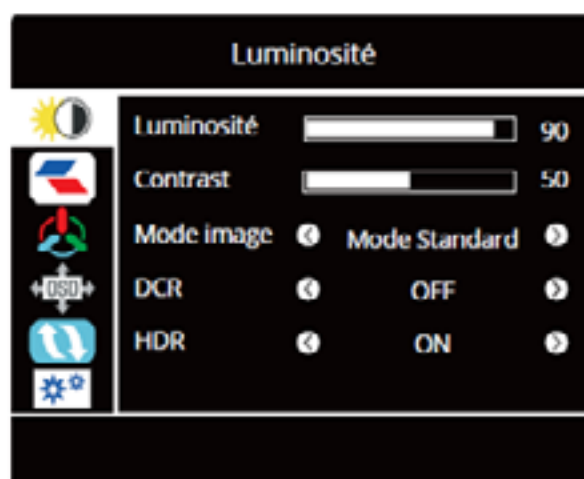 Luminosité
Luminosité 90
Contrast 50
Mode image Mode Standard
DCR OFF
HDR ON
OSD